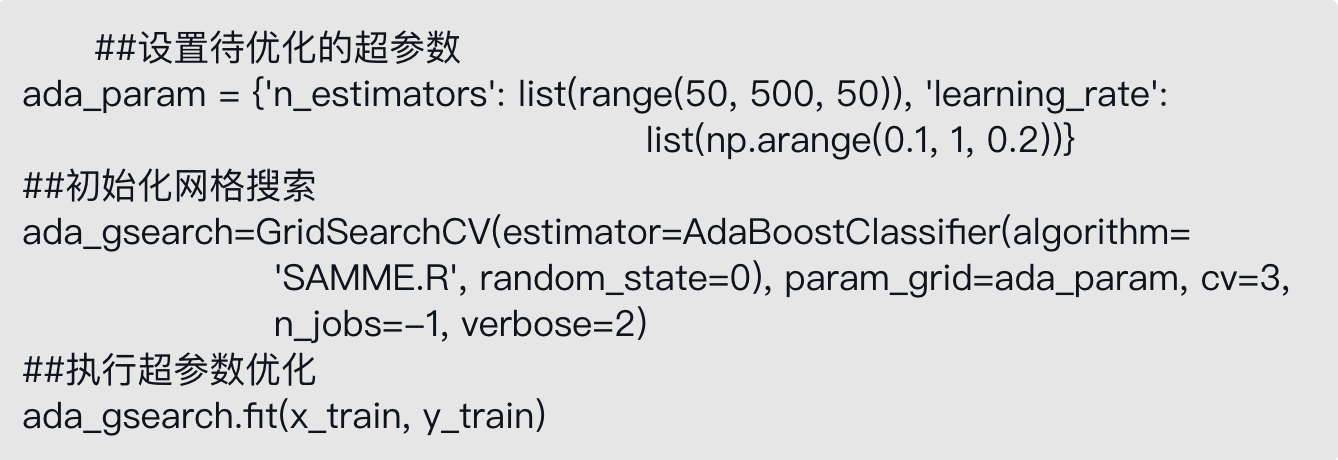 ##设置待优化的超参数
ada_param = {'n_estimators': list(range(50, 500, 50)), 'learning_rate':
list(np.arange(0.1, 1, 0.2))}
##初始化网格搜索
ada_gsearch=GridSearchCV(estimator=AdaBoostClassifier(algorithm=
'SAMME.R', random_state=0), param_grid=ada_param, cv=3,
n_jobs=–1, verbose=2)
##执行超参数优化
ada_gsearch.fit(x_train, y_train)